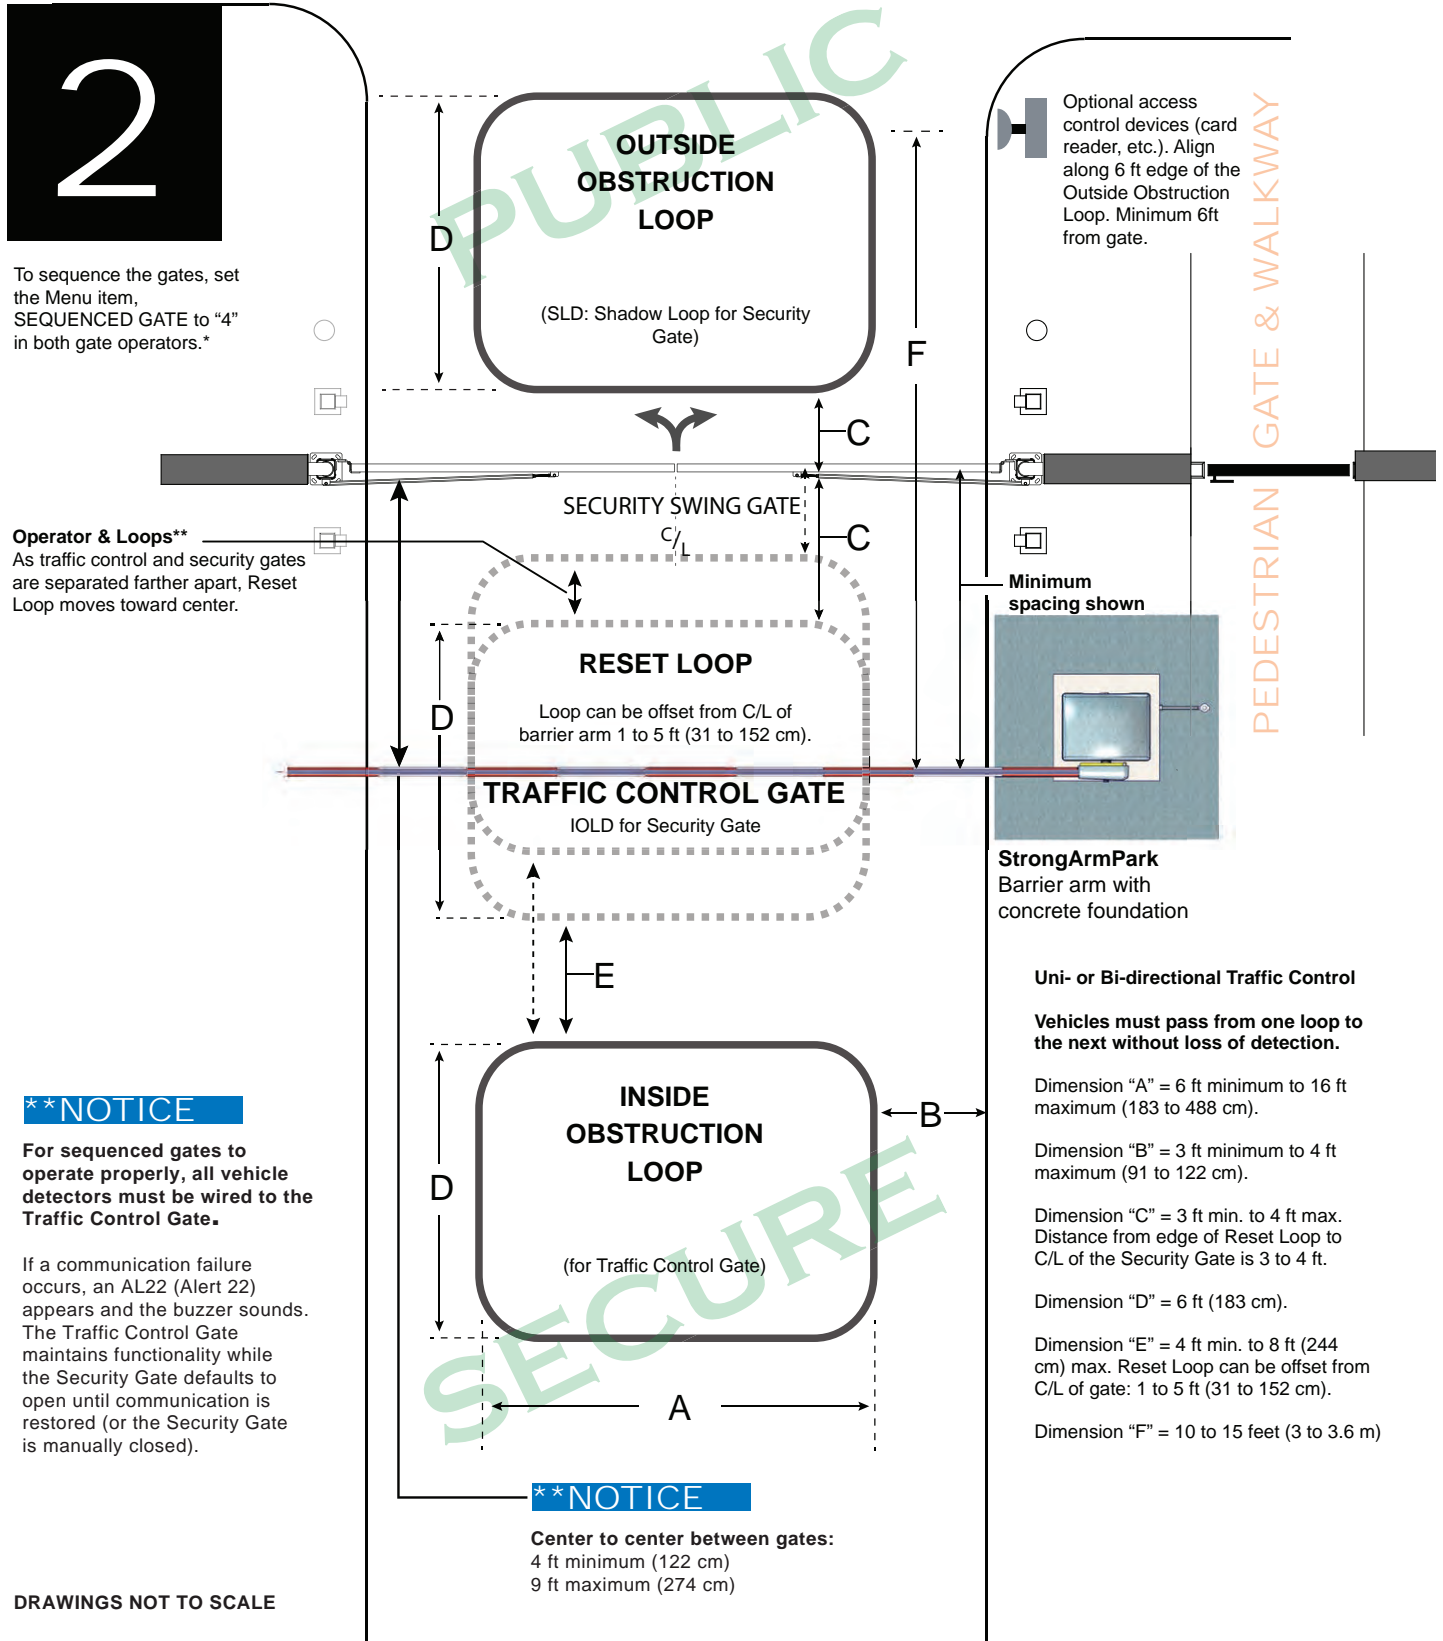 2
PUBLIC
To sequence the gates, set
the Menu item,
SEQUENCED GATE to “4”
in both gate operators.*
OUTSIDE
OBSTRUCTION
LOOP
(SLD: Shadow Loop for Security
Gate)
D
F
C
Optional access
control devices (card
reader, etc.). Align
along 6 ft edge of the
Outside Obstruction
Loop. Minimum 6ft
from gate.
PEDESTRIAN GATE & WALKWAY
SECURITY SWING GATE
C/L
C
Operator & Loops**
As traffic control and security gates
are separated farther apart, Reset
Loop moves toward center.
Minimum
spacing shown
RESET LOOP
Loop can be offset from C/L of
barrier arm 1 to 5 ft (31 to 152 cm).
D
TRAFFIC CONTROL GATE
IOLD for Security Gate
StrongArmPark
Barrier arm with
concrete foundation
E
INSIDE
OBSTRUCTION
LOOP
(for Traffic Control Gate)
D
B
A
SECURE
Uni- or Bi-directional Traffic Control
Vehicles must pass from one loop to
the next without loss of detection.
Dimension “A” = 6 ft minimum to 16 ft
maximum (183 to 488 cm).
Dimension “B” = 3 ft minimum to 4 ft
maximum (91 to 122 cm).
Dimension “C” = 3 ft min. to 4 ft max.
Distance from edge of Reset Loop to
C/L of the Security Gate is 3 to 4 ft.
Dimension “D” = 6 ft (183 cm).
Dimension “E” = 4 ft min. to 8 ft (244
cm) max. Reset Loop can be offset from
C/L of gate: 1 to 5 ft (31 to 152 cm).
Dimension “F” = 10 to 15 feet (3 to 3.6 m)
**NOTICE
For sequenced gates to
operate properly, all vehicle
detectors must be wired to the
Traffic Control Gate.
If a communication failure
occurs, an AL22 (Alert 22)
appears and the buzzer sounds.
The Traffic Control Gate
maintains functionality while
the Security Gate defaults to
open until communication is
restored (or the Security Gate
is manually closed).
**NOTICE
Center to center between gates:
4 ft minimum (122 cm)
9 ft maximum (274 cm)
DRAWINGS NOT TO SCALE